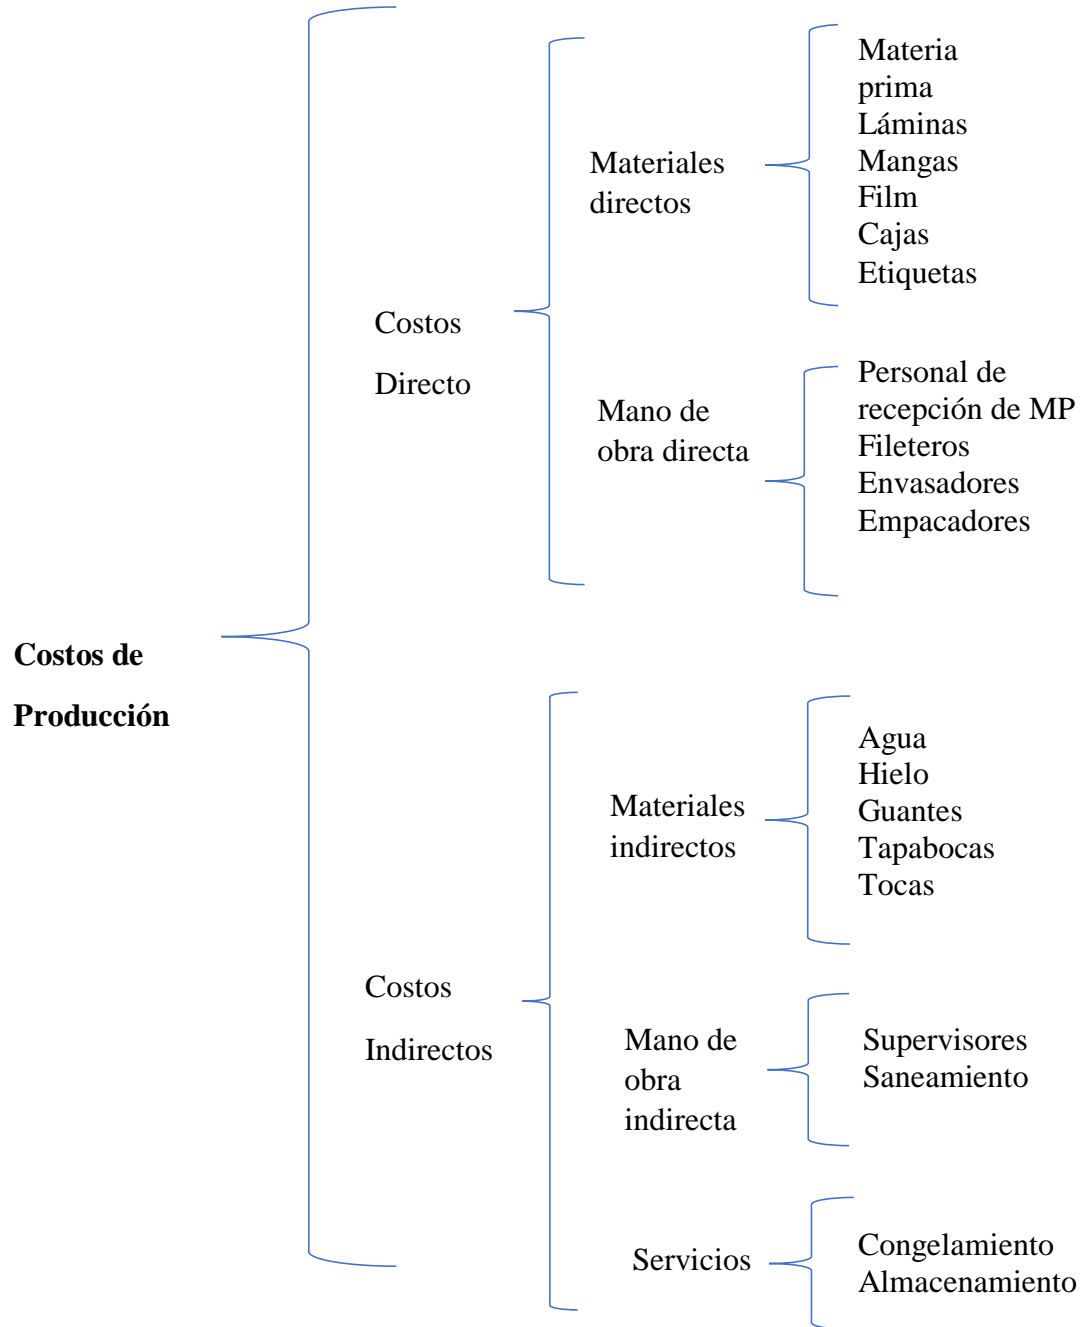 Costos de
Producción
Costos
Directo
Materiales
directos
Materia
prima
Láminas
Mangas
Film
Cajas
Etiquetas
Mano de
obra directa
Personal de
recepción de MP
Fileteros
Envasadores
Empacadores
Costos
Indirectos
Materiales
indirectos
Agua
Hielo
Guantes
Tapabocas
Tocas
Mano de
obra
indirecta
Supervisores
Saneamiento
Servicios
Congelamiento
Almacenamiento